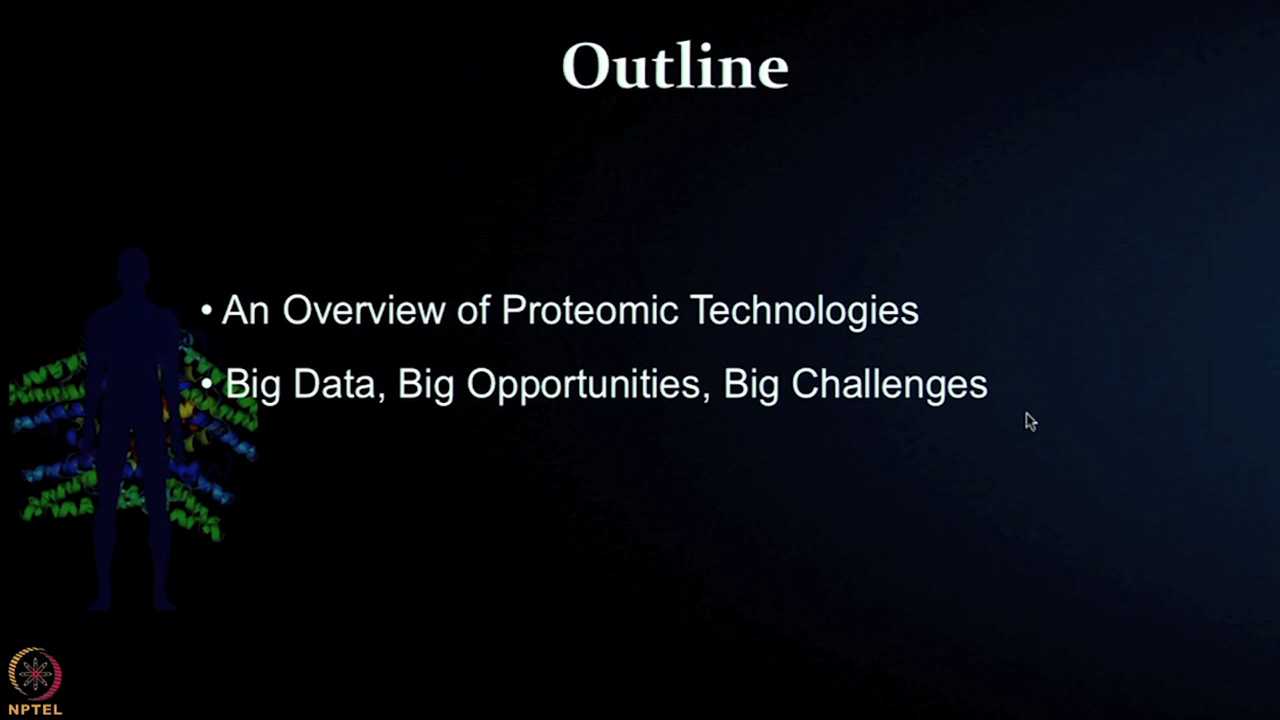 Outline
• An Overview of Proteomic Technologies
• Big Data, Big Opportunities, Big Challenges
NPTEL